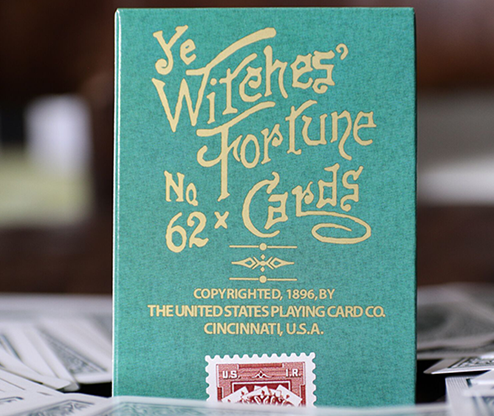 Ye
Witches'
Fortune
No Cards
62x
COPYRIGHTED, 1896, BY
THE UNITED STATES PLAYING CARD CO.
CINCINNATI, U.S.A.
U.S. I.R.